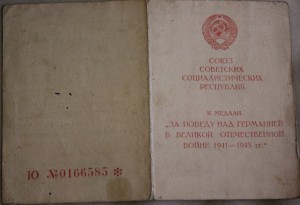 Ю №0166585 *
СОЮЗ
СОВЕТСКИХ
СОЦИАЛИСТИЧЕСКИХ
РЕСПУБЛИК
К МЕДАЛИ
„ЗА ПОБЕДУ НАД ГЕРМАНИЕЙ
В ВЕЛИКОЙ ОТЕЧЕСТВЕННОЙ
ВОЙНЕ 1941—1945 гг.“